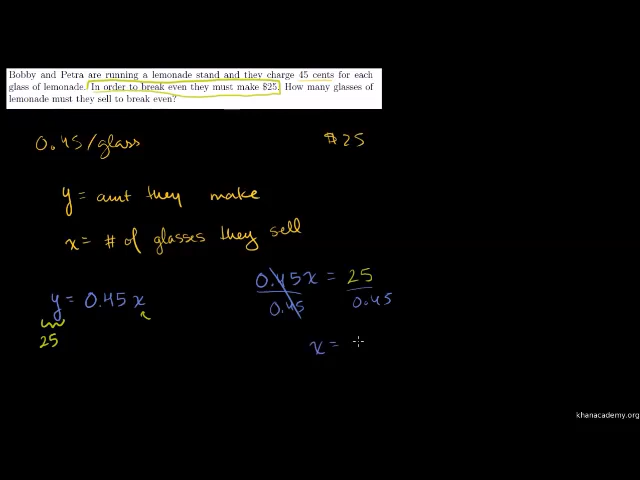 Bobby and Petra are running a lemonade stand and they charge 45 cents for each
glass of lemonade. In order to break even they must make $25. How many glasses of
lemonade must they sell to break even?
0.45/glass
$25
y = amt they make
x = # of glasses they sell
0.45x = 25
0.45 0.45
y = 0.45 x
25
x =
khanacademy.org